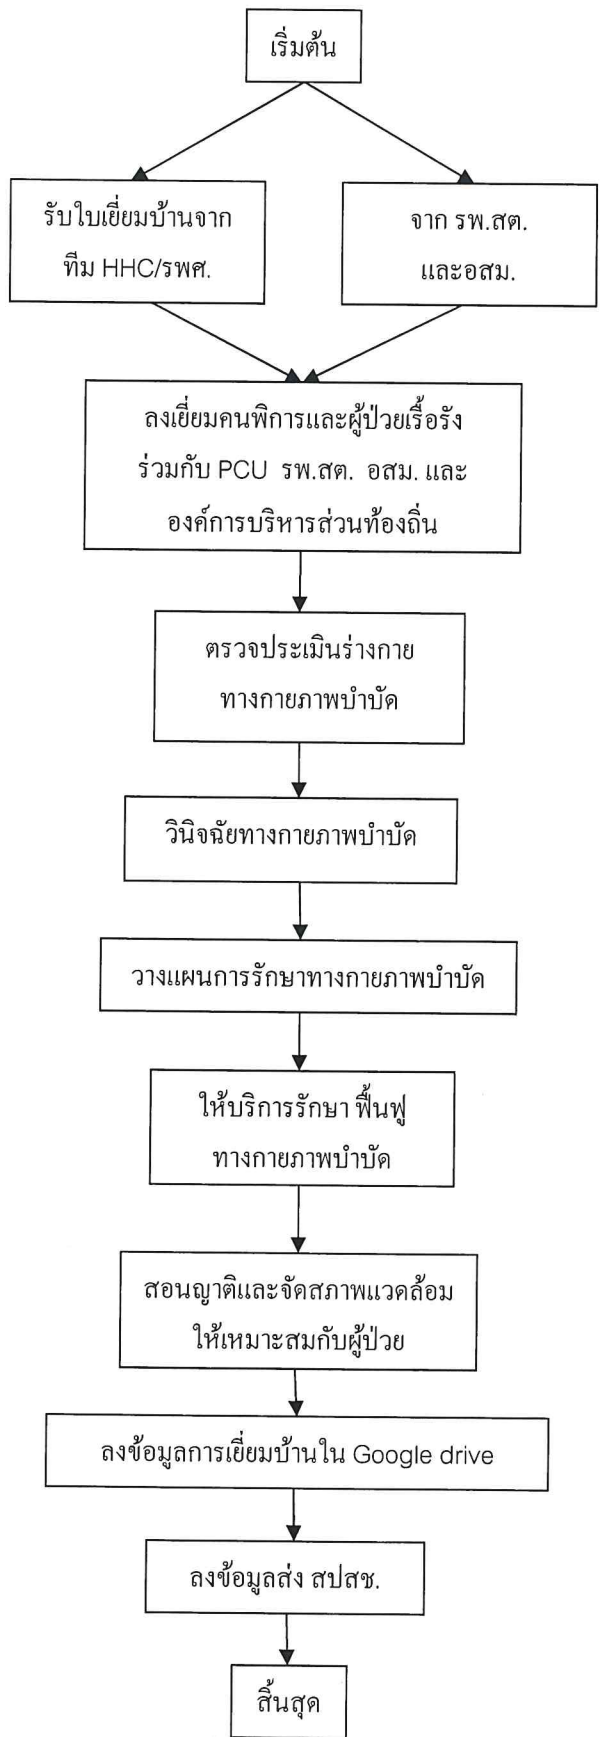 เริ่มต้น
รับใบเยี่ยมบ้านจาก
ทีม HHC/รพศ.
จาก รพ.สต.
และอสม.
ลงเยี่ยมคนพิการและผู้ป่วยเรื้อรัง
ร่วมกับ PCU รพ.สต. อสม. และ
องค์การบริหารส่วนท้องถิ่น
ตรวจประเมินร่างกาย
ทางกายภาพบำบัด
วินิจฉัยทางกายภาพบำบัด
วางแผนการรักษาทางกายภาพบำบัด
ให้บริการรักษา ฟื้นฟู
ทางกายภาพบำบัด
สอนญาติและจัดสภาพแวดล้อม
ให้เหมาะสมกับผู้ป่วย
ลงข้อมูลการเยี่ยมบ้านใน Google drive
ลงข้อมูลส่ง สปสช.
สิ้นสุด